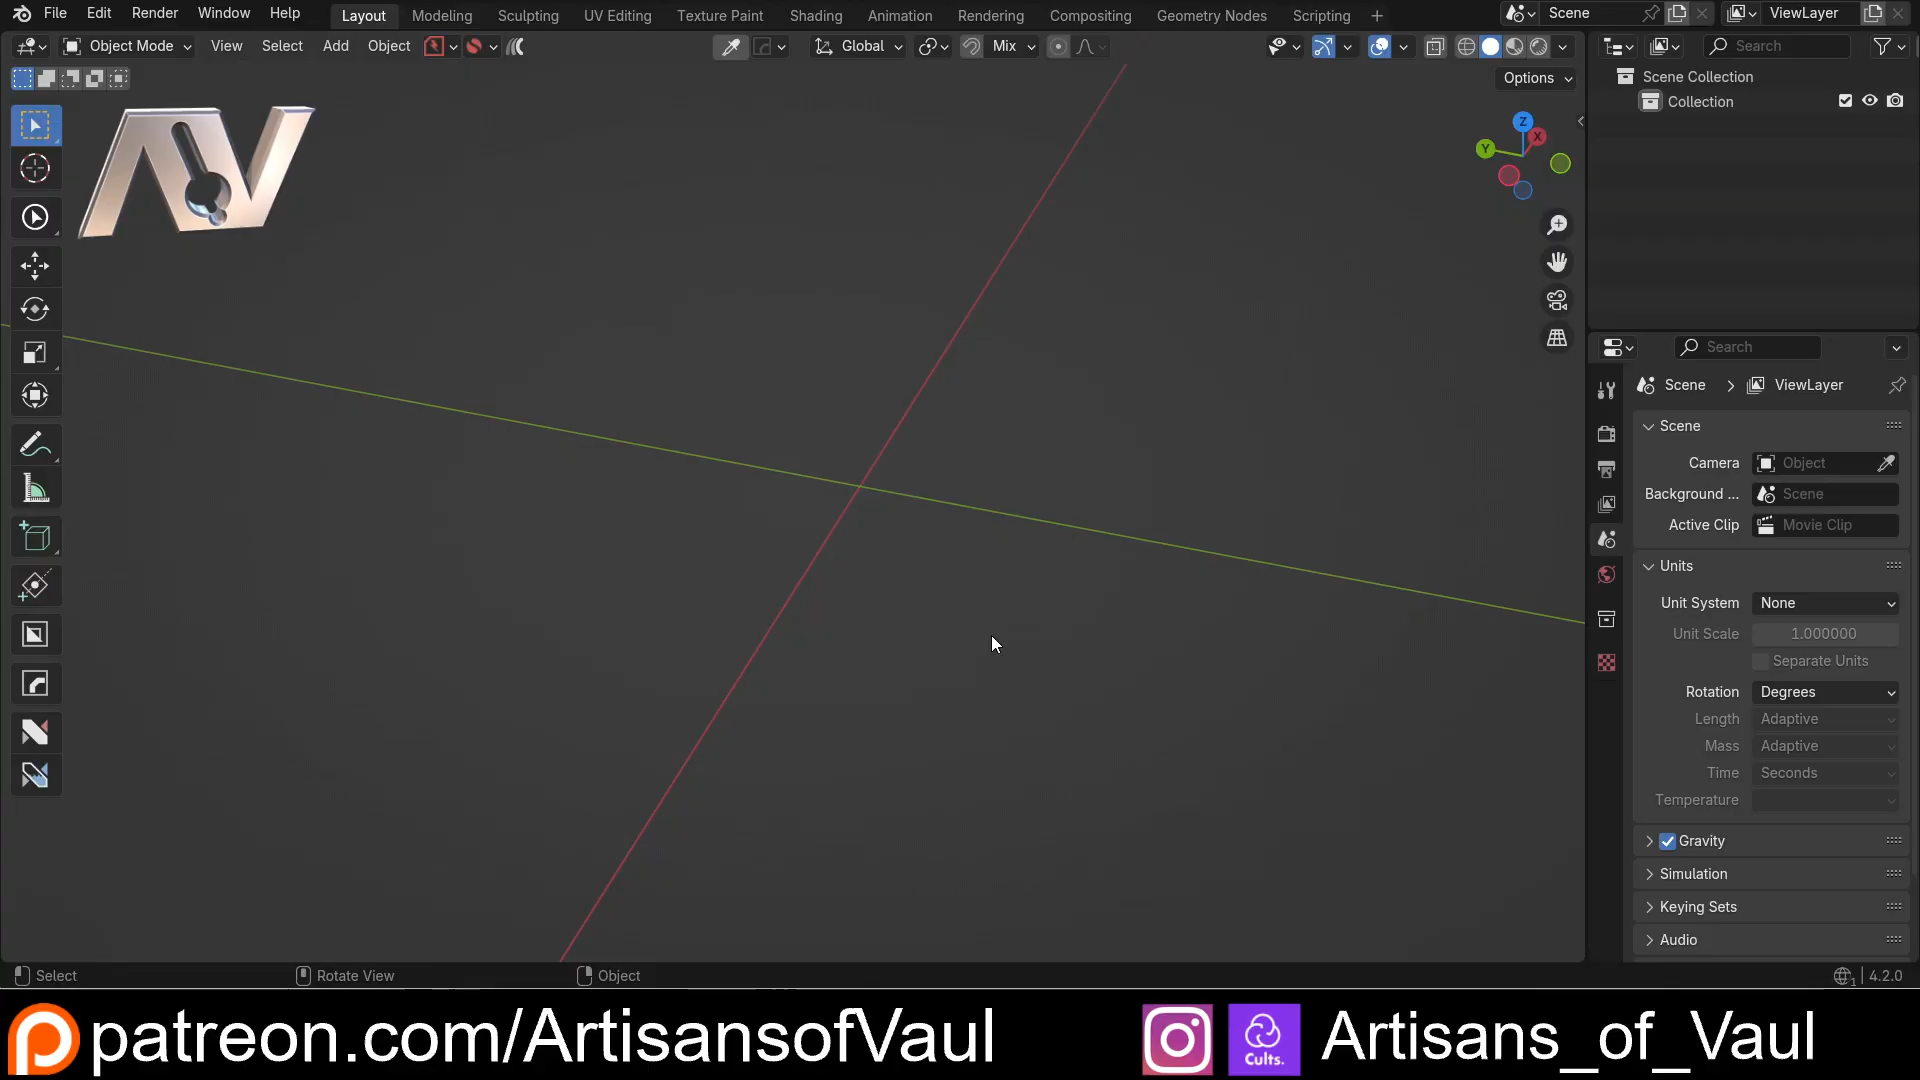 File Edit Render Window Help Layout Modeling Sculpting UV Editing Texture Paint Shading Animation Rendering Compositing Geometry Nodes Scripting + Scene ViewLayer
Object Mode View Select Add Object Global Mix Search
Options
Scene Collection
Collection
Z
X
Y
AV
Search
Scene > ViewLayer
Scene
Camera Object
Background ... Scene
Active Clip Movie Clip
Units
Unit System None
Unit Scale 1.000000
Separate Units
Rotation Degrees
Length Adaptive
Mass Adaptive
Time Seconds
Temperature
Gravity
Simulation
Keying Sets
Audio
Select Rotate View Object 1 4.2.0
patreon.com/ArtisansofVaul Cults. Artisans_of_Vaul